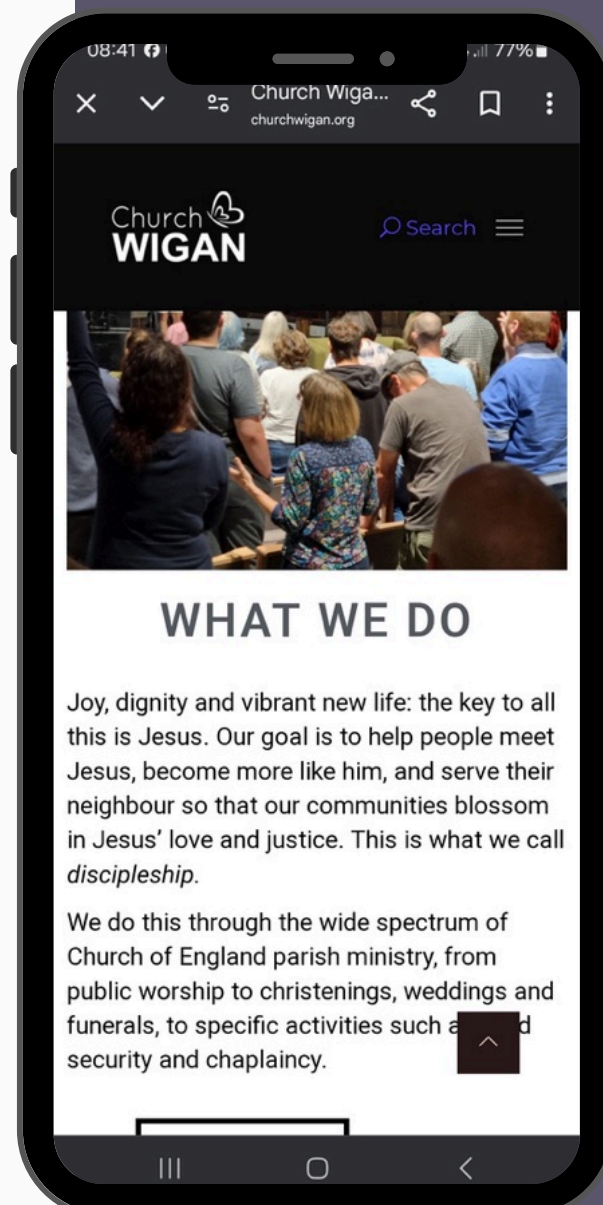 08:41
77%
Church Wiga...
churchwigan.org
Church
WIGAN
Search
WHAT WE DO
Joy, dignity and vibrant new life: the key to all
this is Jesus. Our goal is to help people meet
Jesus, become more like him, and serve their
neighbour so that our communities blossom
in Jesus’ love and justice. This is what we call
discipleship.
We do this through the wide spectrum of
Church of England parish ministry, from
public worship to christenings, weddings and
funerals, to specific activities such
security and chaplaincy.